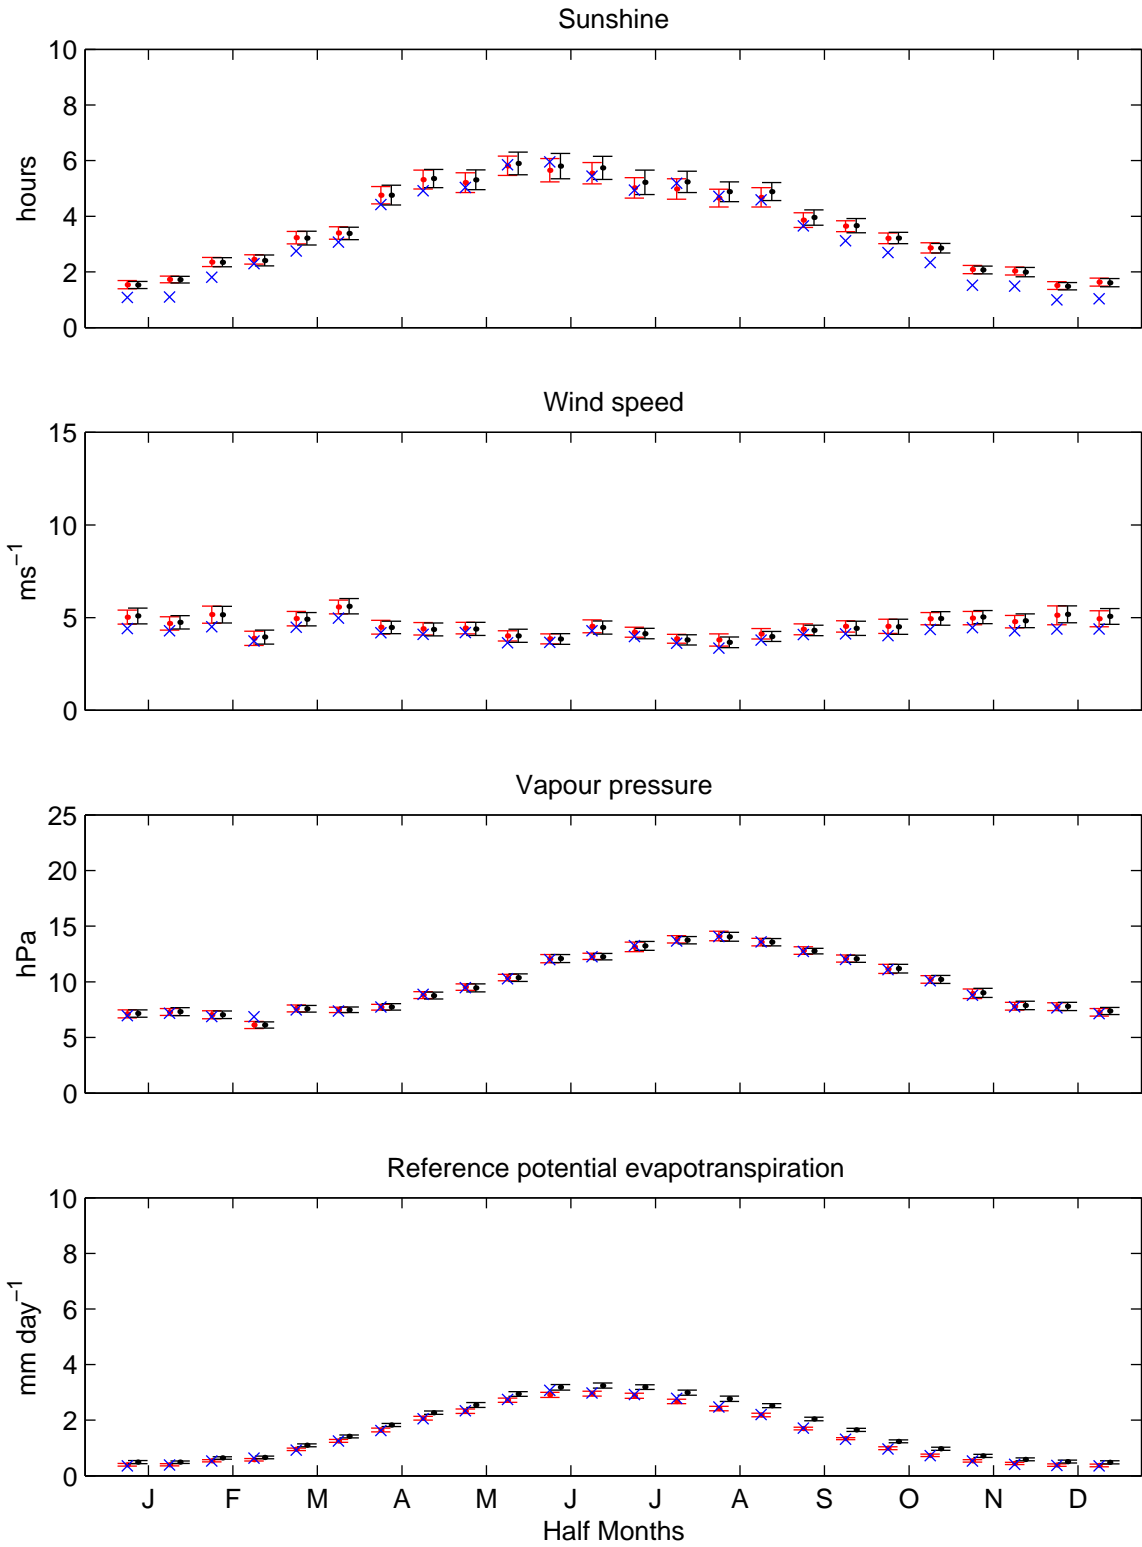 Sunshine
10
8
6
4
2
0
hours
Wind speed
15
10
5
0
ms⁻¹
Vapour pressure
25
20
15
10
5
0
hPa
Reference potential evapotranspiration
10
8
6
4
2
0
mm day⁻¹
J F M A M J J A S O N D
Half Months